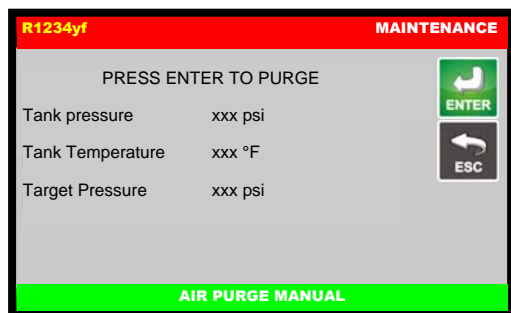 R1234yf MAINTENANCE
PRESS ENTER TO PURGE
ENTER
Tank pressure xxx psi
Tank Temperature xxx °F
ESC
Target Pressure xxx psi
AIR PURGE MANUAL